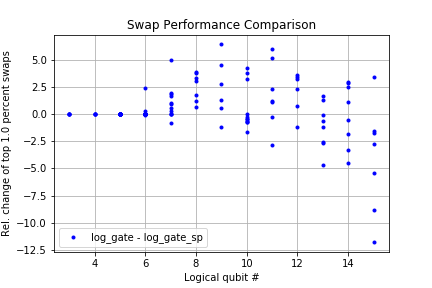 Swap Performance Comparison
Rel. change of top 1.0 percent swaps
5.0
2.5
0.0
−2.5
−5.0
−7.5
−10.0
−12.5
log_gate - log_gate_sp
4 6 8 10 12 14
Logical qubit #